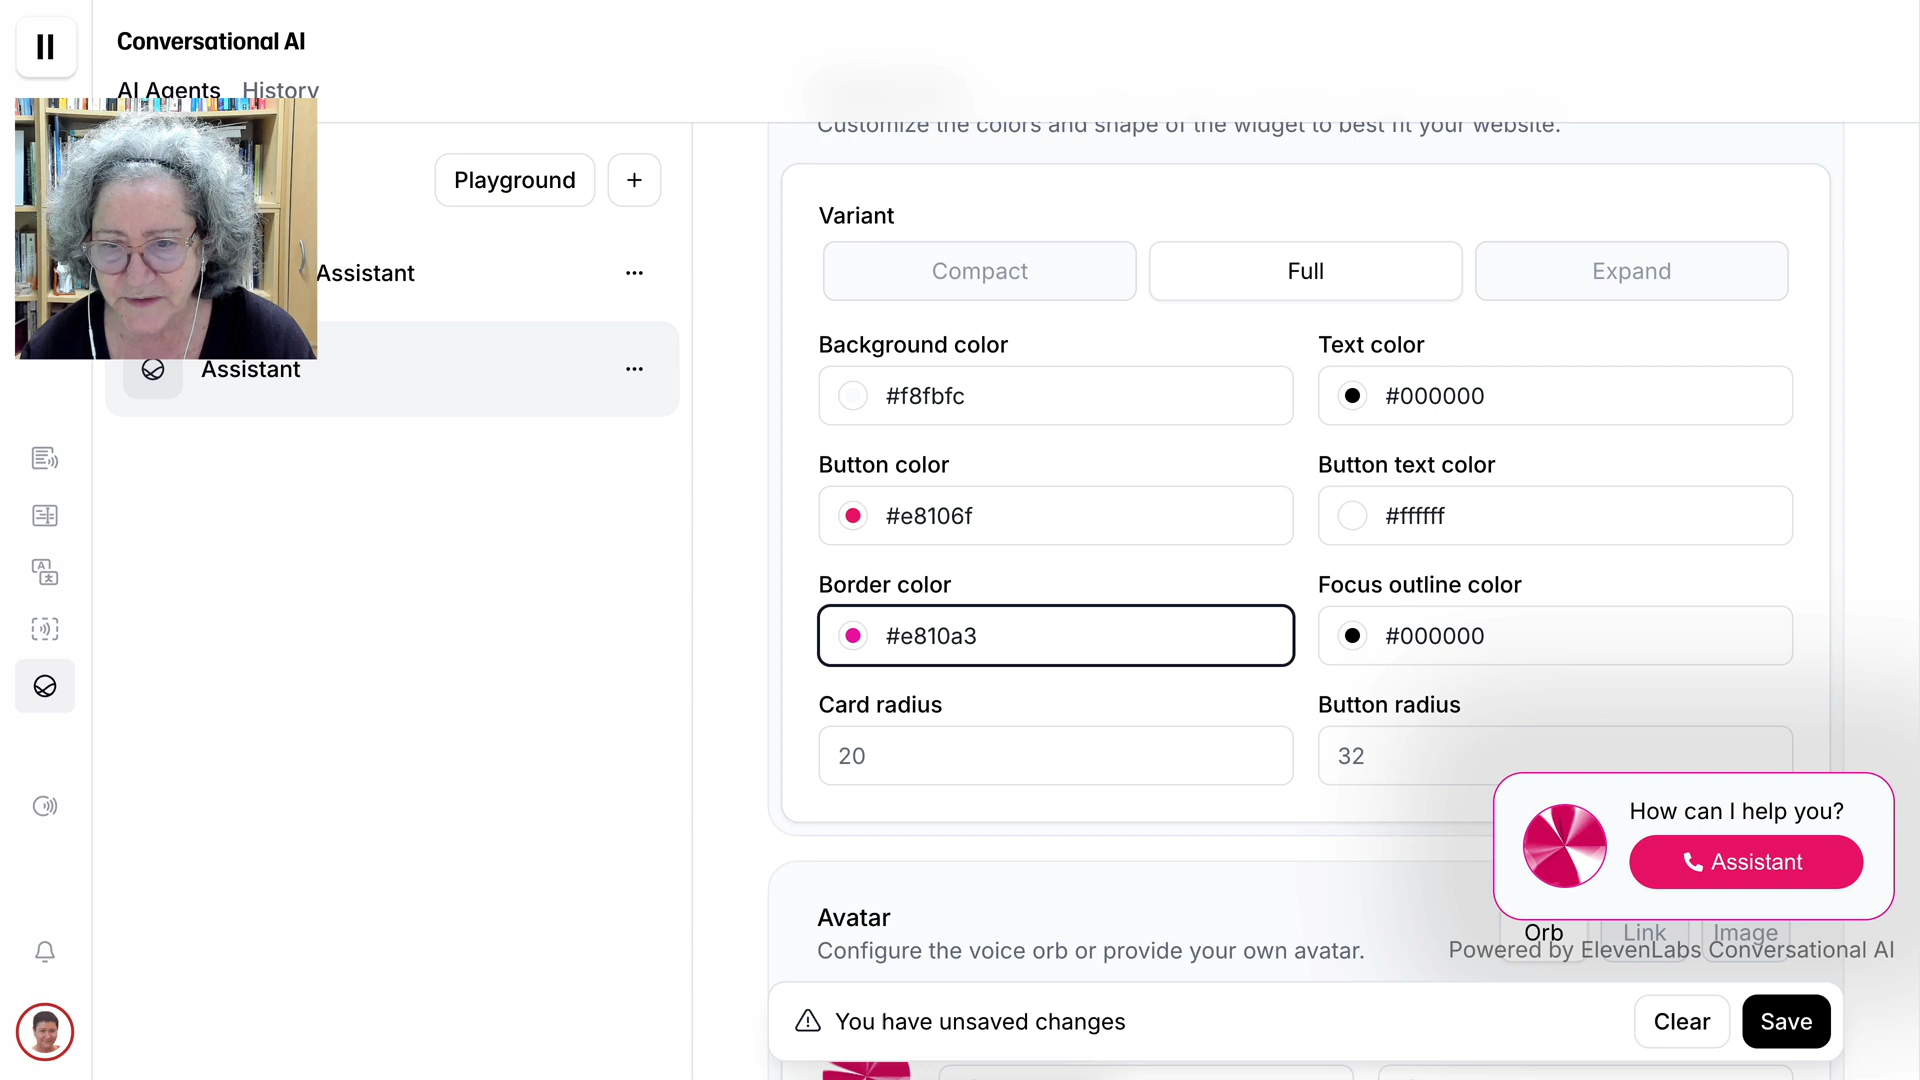 Conversational AI
AI Agents
History
Customize the colors and shape of the widget to best fit your website.
Playground
+
Assistant
Assistant
Variant
Compact
Full
Expand
Background color
Text color
#f8fbfc
#000000
Button color
Button text color
#e8106f
#ffffff
Border color
Focus outline color
#e810a3
#000000
Card radius
Button radius
20
32
How can I help you?
Assistant
Avatar
Configure the voice orb or provide your own avatar.
Orb
Link
Image
Powered by ElevenLabs Conversational AI
You have unsaved changes
Clear
Save